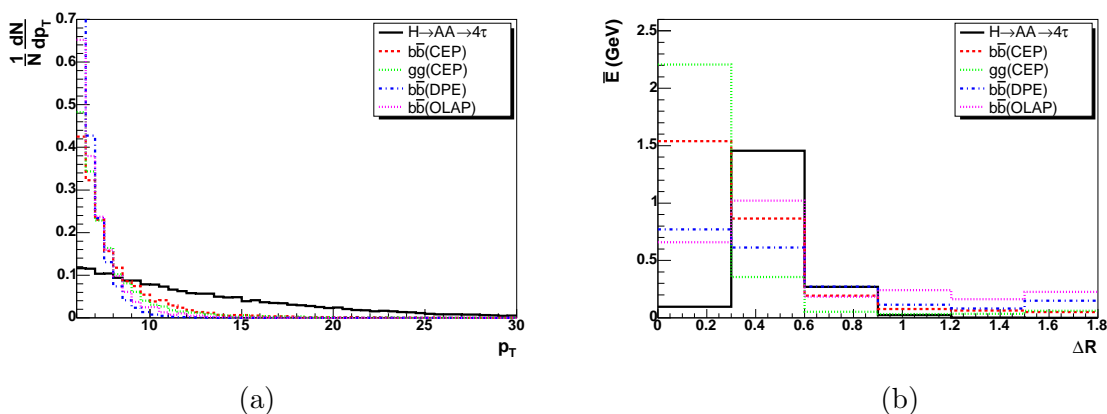 1/N dN/dp_T
0.7
0.6
0.5
0.4
0.3
0.2
0.1
0
10 15 20 25 30
p_T
H→AA→4τ
bb̅(CEP)
gg(CEP)
bb̅(DPE)
bb̅(OLAP)
(a)
E̅ (GeV)
2.5
2
1.5
1
0.5
0
0 0.2 0.4 0.6 0.8 1 1.2 1.4 1.6 1.8
ΔR
H→AA→4τ
bb̅(CEP)
gg(CEP)
bb̅(DPE)
bb̅(OLAP)
(b)